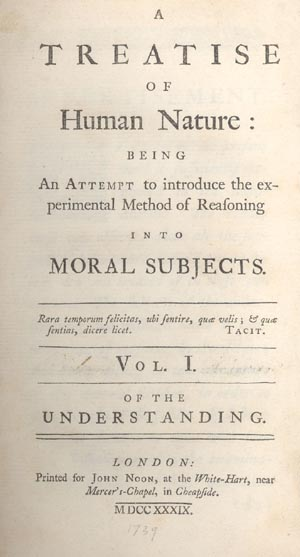 A
TREATISE
OF
Human Nature:
BEING
An ATTEMPT to introduce the ex-
perimental Method of Reaſoning
INTO
MORAL SUBJECTS.
Rara temporum felicitas, ubi ſentire, quæ velis; & quæ
ſentias, dicere licet. TACIT.
VOL. I.
OF THE
UNDERSTANDING.
LONDON:
Printed for JOHN NOON, at the White-Hart, near
Mercer's-Chapel, in Cheapſide.
MDCCXXXIX.
1739